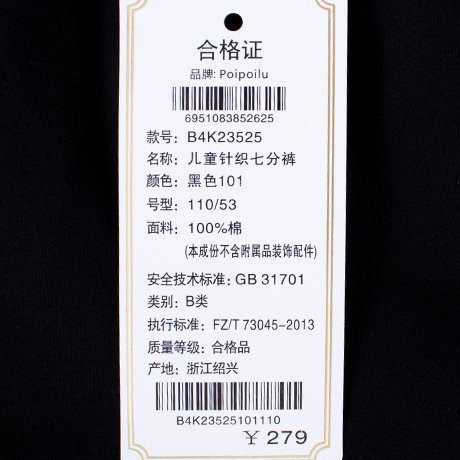 合格证
品牌: Poipoilu
6951083852625
款号: B4K23525
名称: 儿童针织七分裤
颜色: 黑色101
号型: 110/53
面料: 100%棉
(本成份不含附属品装饰配件)
安全技术标准: GB 31701
类别: B类
执行标准: FZ/T 73045-2013
质量等级: 合格品
产地: 浙江绍兴
B4K23525101110
¥ 279